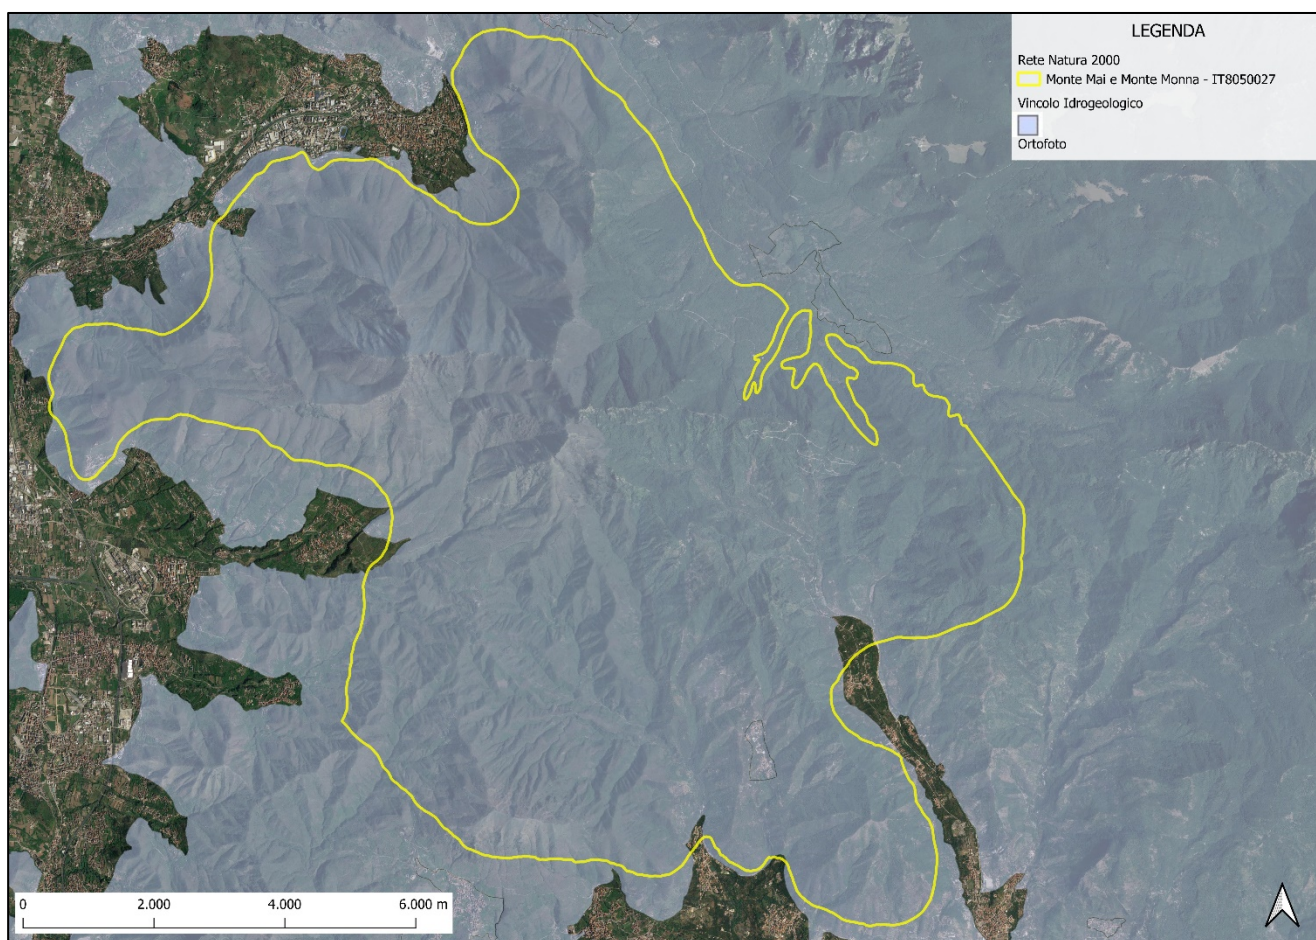 LEGENDA
Rete Natura 2000
Monte Mai e Monte Monna - IT8050027
Vincolo Idrogeologico
Ortofoto
0 2.000 4.000 6.000 m